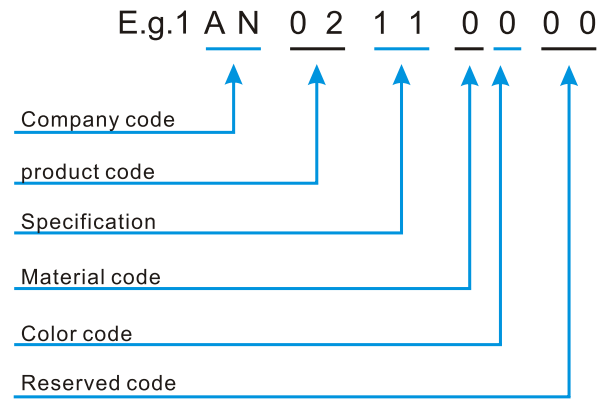 E.g.1 A N 0 2 1 1 0 0 0 0
Company code
product code
Specification
Material code
Color code
Reserved code